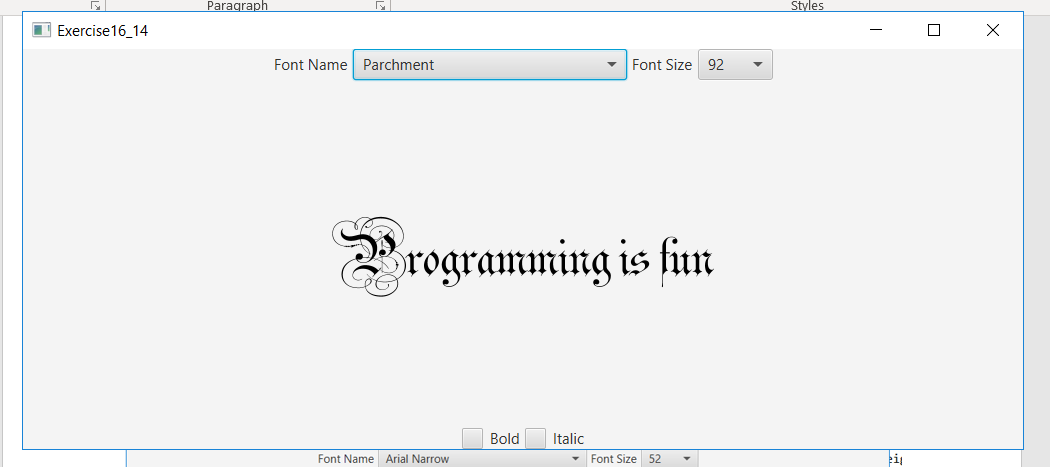 Paragraph Styles
Exercise16_14
Font Name Parchment Font Size 92
Programming is fun
Bold Italic
Font Name Arial Narrow Font Size 52